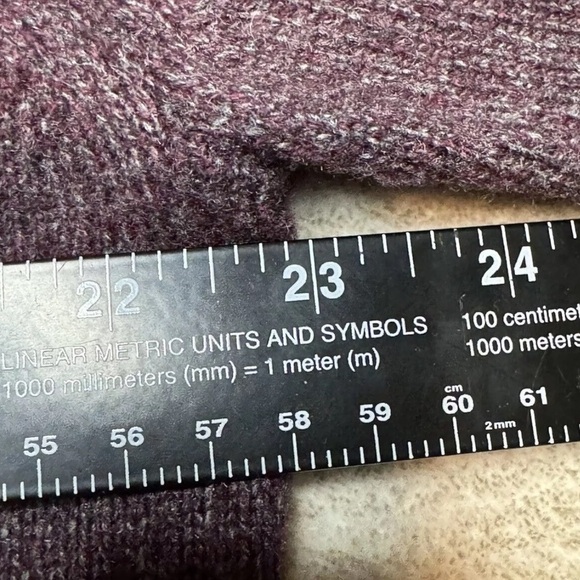 22 23 24
LINEAR METRIC UNITS AND SYMBOLS 100 centimet
1000 millimeters (mm) = 1 meter (m) 1000 meters
cm
55 56 57 58 59 60 61
2 mm